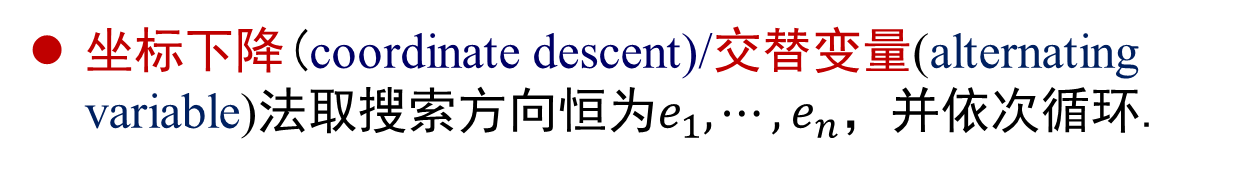 ● 坐标下降(coordinate descent)/交替变量(alternating
variable)法取搜索方向恒为e₁,⋯,eₙ，并依次循环.